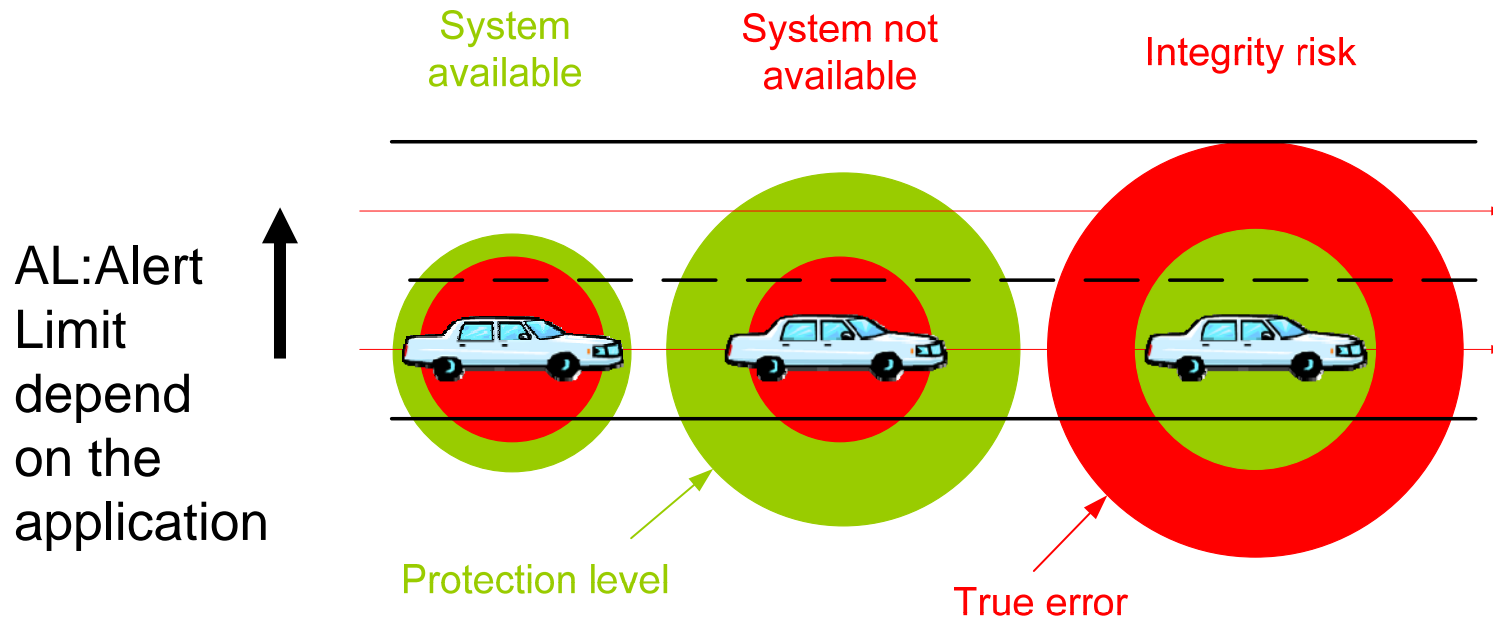 System
available
System not
available
Integrity risk
AL:Alert
Limit
depend
on the
application
Protection level
True error